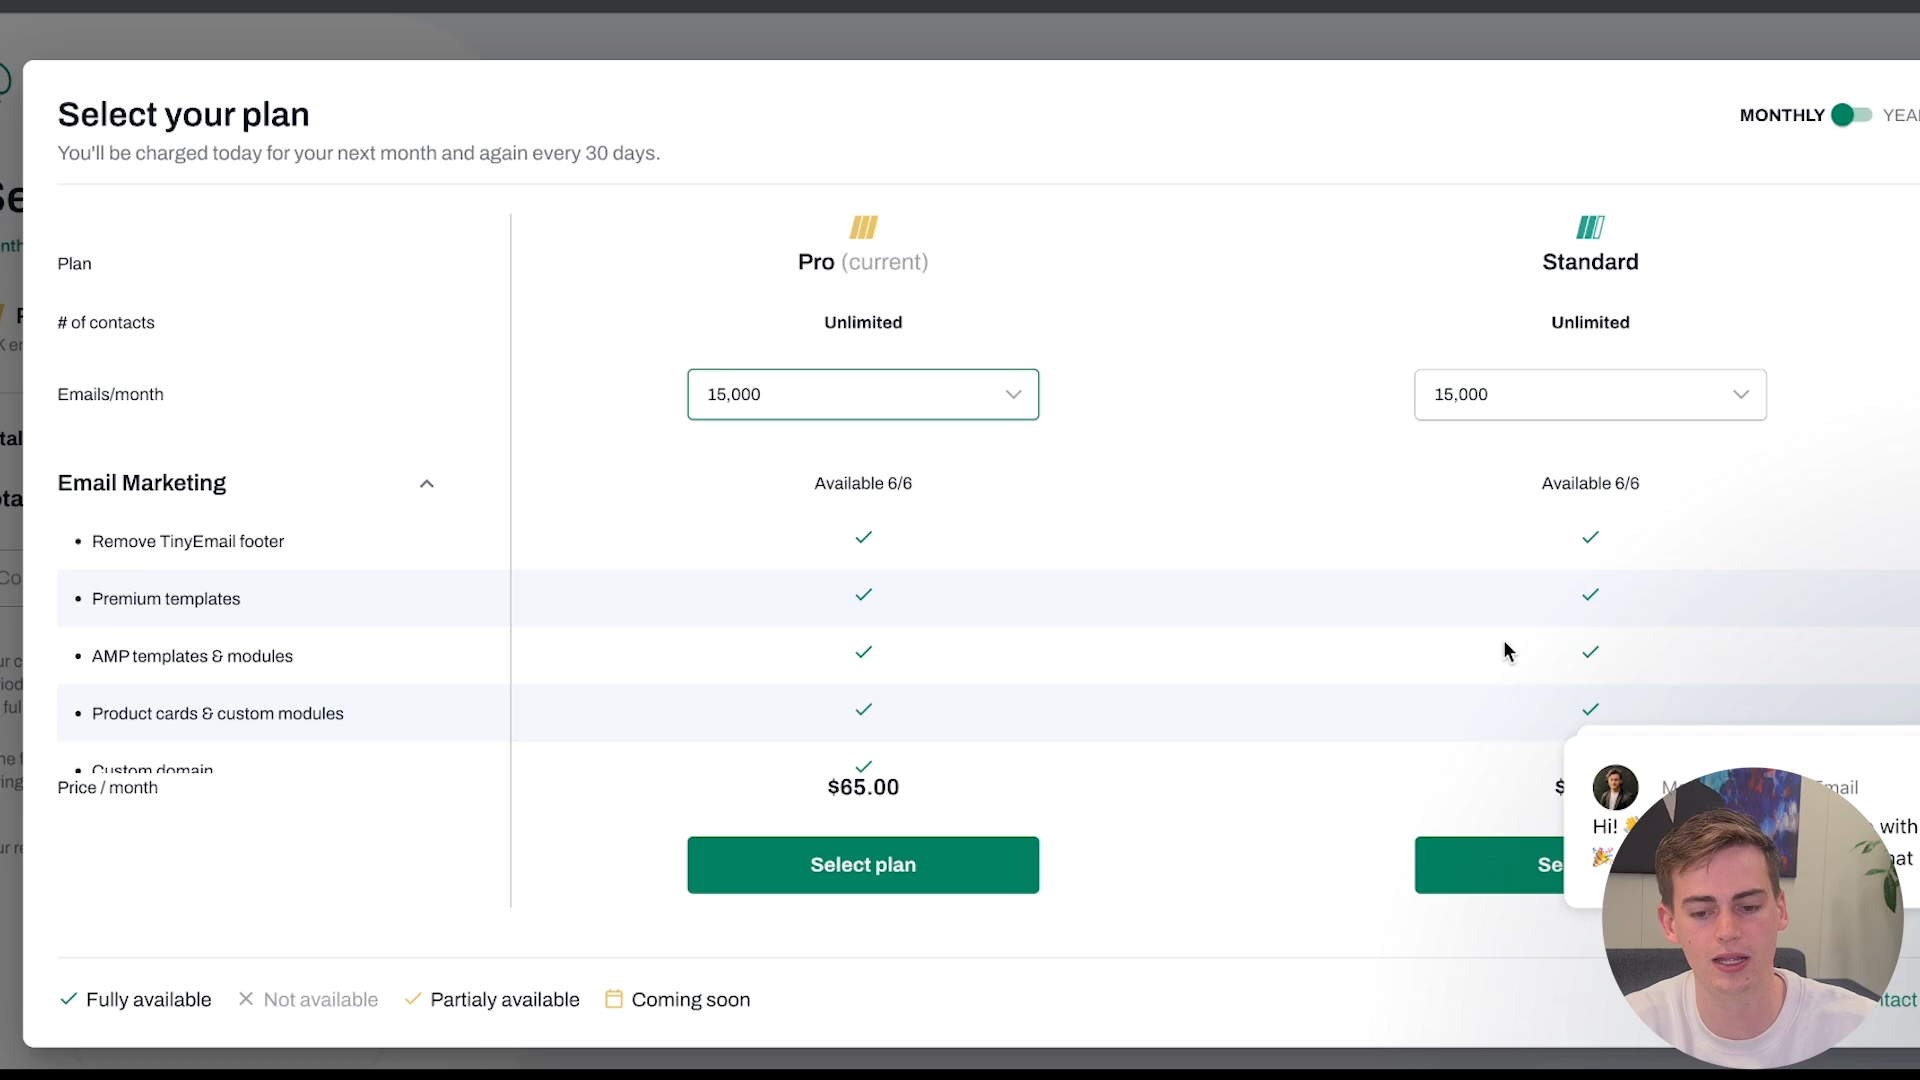 Select your plan
MONTHLY
You'll be charged today for your next month and again every 30 days.
Plan
Pro (current)
Standard
# of contacts
Unlimited
Unlimited
Emails/month
15,000
15,000
Email Marketing
Available 6/6
Available 6/6
• Remove TinyEmail footer
• Premium templates
• AMP templates & modules
• Product cards & custom modules
• Custom domain
Price / month
$65.00
$
Hi! 👋 with
Select plan
Fully available
Not available
Partialy available
Coming soon